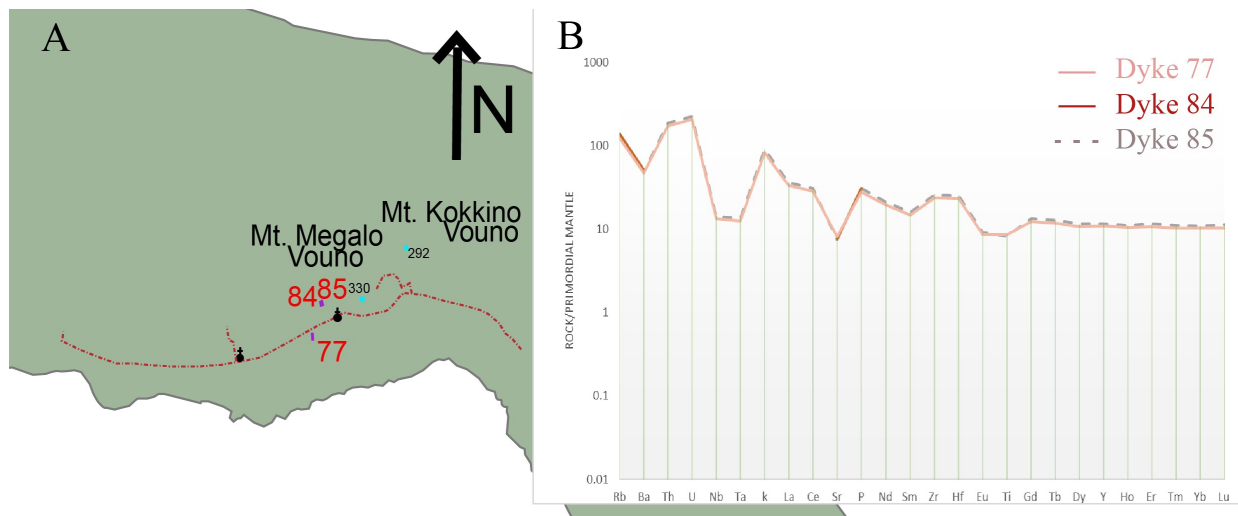 A
N
Mt. Kokkino
Vouno
Mt. Megalo
Vouno
292
84 85 330
77
B
Dyke 77
Dyke 84
Dyke 85
ROCK/PRIMORDIAL MANTLE
1000
100
10
1
0.1
0.01
Rb Ba Th U Nb Ta k La Ce Sr P Nd Sm Zr Hf Eu Ti Gd Tb Dy Y Ho Er Tm Yb Lu